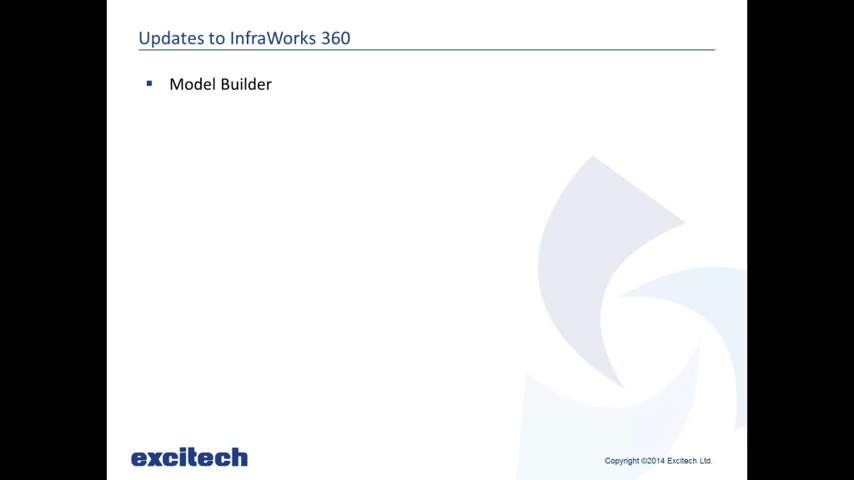 Updates to InfraWorks 360
Model Builder
excitech
Copyright ©2014 Excitech Ltd.